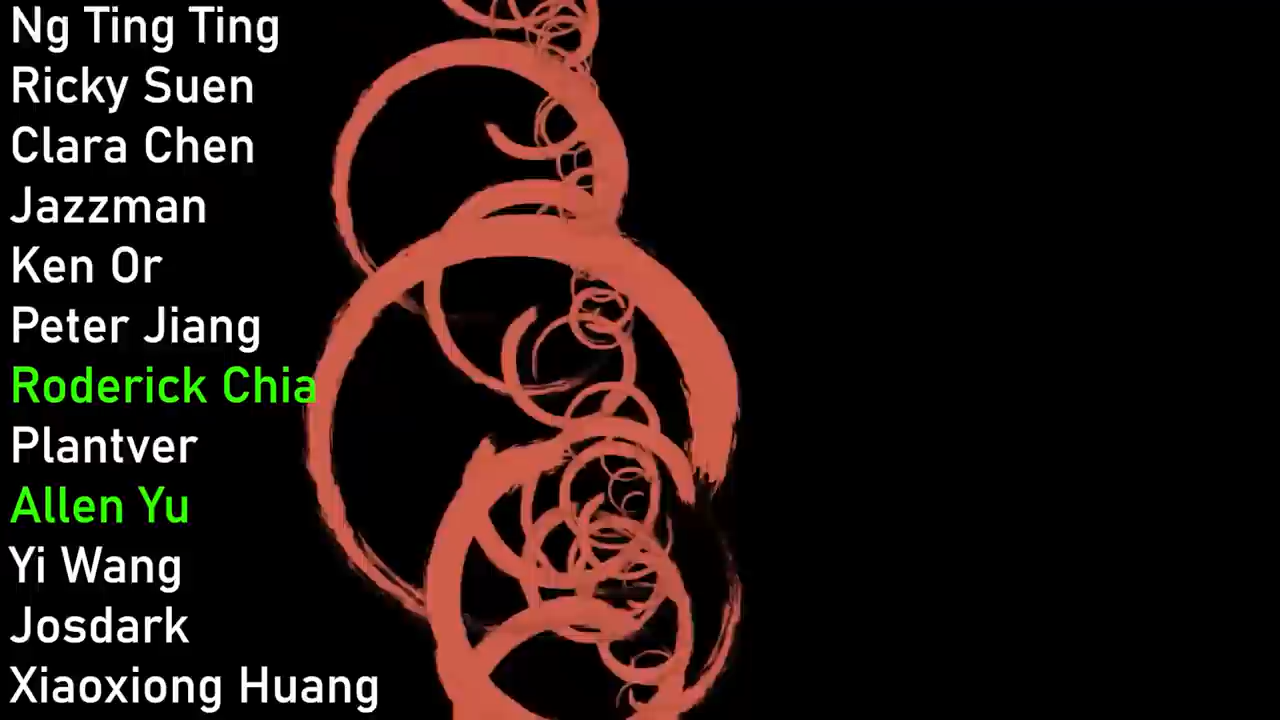 Ng Ting Ting
Ricky Suen
Clara Chen
Jazzman
Ken Or
Peter Jiang
Roderick Chia
Plantver
Allen Yu
Yi Wang
Josdark
Xiaoxiong Huang